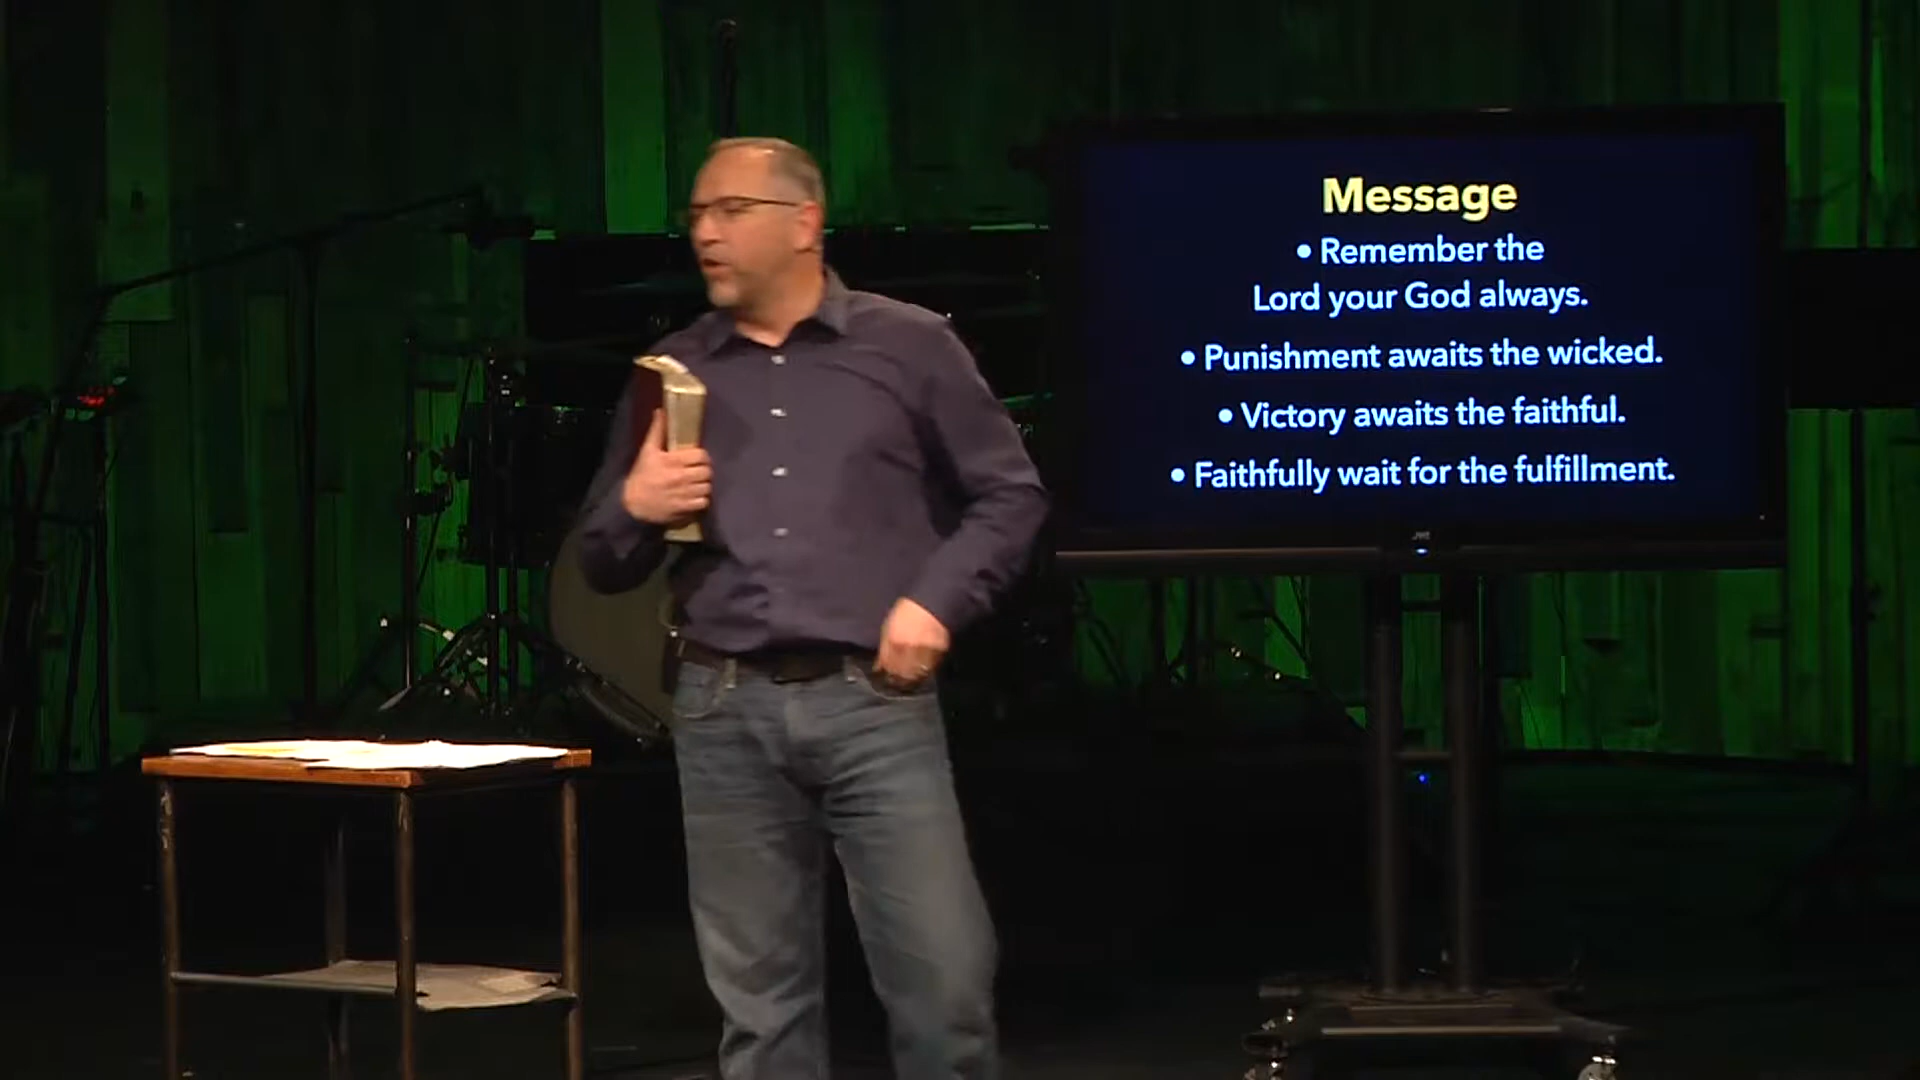 Message
• Remember the
Lord your God always.
• Punishment awaits the wicked.
• Victory awaits the faithful.
• Faithfully wait for the fulfillment.
JVC